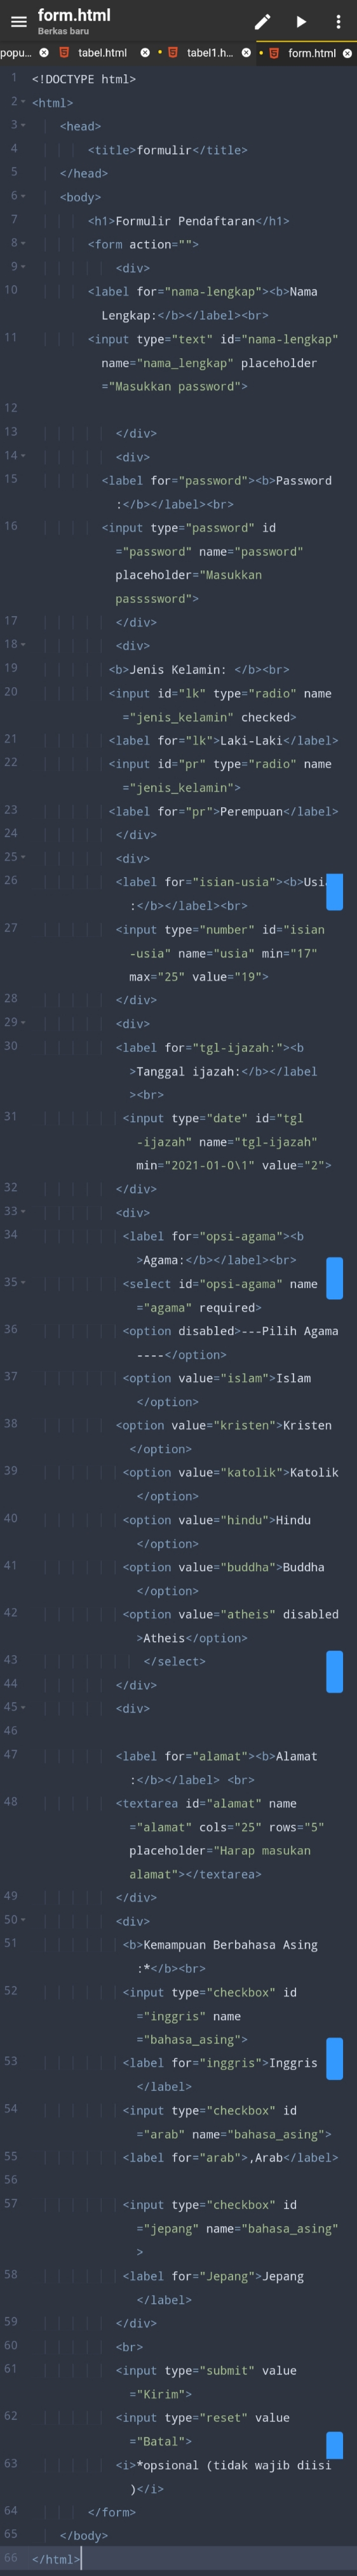 form.html
Berkas baru
popu...
tabel.html
tabel1.h...
form.html
1 <!DOCTYPE html>
2 <html>
3 <head>
4 <title>formulir</title>
5 </head>
6 <body>
7 <h1>Formulir Pendaftaran</h1>
8 <form action="">
9 <div>
10 <label for="nama-lengkap"><b>Nama
Lengkap:</b></label><br>
11 <input type="text" id="nama-lengkap"
name="nama_lengkap" placeholder
="Masukkan password">
12
13 </div>
14 <div>
15 <label for="password"><b>Password
:</b></label><br>
16 <input type="password" id
="password" name="password"
placeholder="Masukkan
passsword">
17 </div>
18 <div>
19 <b>Jenis Kelamin: </b><br>
20 <input id="lk" type="radio" name
="jenis_kelamin" checked>
21 <label for="lk">Laki-Laki</label>
22 <input id="pr" type="radio" name
="jenis_kelamin">
23 <label for="pr">Perempuan</label>
24 </div>
25 <div>
26 <label for="isian-usia"><b>Usia
:</b></label><br>
27 <input type="number" id="isian
-usia" name="usia" min="17"
max="25" value="19">
28 </div>
29 <div>
30 <label for="tgl-ijazah:"><b
>Tanggal ijazah:</b></label
><br>
31 <input type="date" id="tgl
-ijazah" name="tgl-ijazah"
min="2021-01-0\1" value="2">
32 </div>
33 <div>
34 <label for="opsi-agama"><b
>Agama:</b></label><br>
35 <select id="opsi-agama" name
="agama" required>
36 <option disabled>---Pilih Agama
----</option>
37 <option value="islam">Islam
</option>
38 <option value="kristen">Kristen
</option>
39 <option value="katolik">Katolik
</option>
40 <option value="hindu">Hindu
</option>
41 <option value="buddha">Buddha
</option>
42 <option value="atheis" disabled
>Atheis</option>
43 </select>
44 </div>
45 <div>
46
47 <label for="alamat"><b>Alamat
:</b></label> <br>
48 <textarea id="alamat" name
="alamat" cols="25" rows="5"
placeholder="Harap masukan
alamat"></textarea>
49 </div>
50 <div>
51 <b>Kemampuan Berbahasa Asing
:*</b><br>
52 <input type="checkbox" id
="inggris" name
="bahasa_asing">
53 <label for="inggris">Inggris
</label>
54 <input type="checkbox" id
="arab" name="bahasa_asing">
55 <label for="arab">,Arab</label>
56
57 <input type="checkbox" id
="jepang" name="bahasa_asing"
>
58 <label for="Jepang">Jepang
</label>
59 </div>
60 <br>
61 <input type="submit" value
="Kirim">
62 <input type="reset" value
="Batal">
63 <i>*opsional (tidak wajib diisi
)</i>
64 </form>
65 </body>
66 </html>